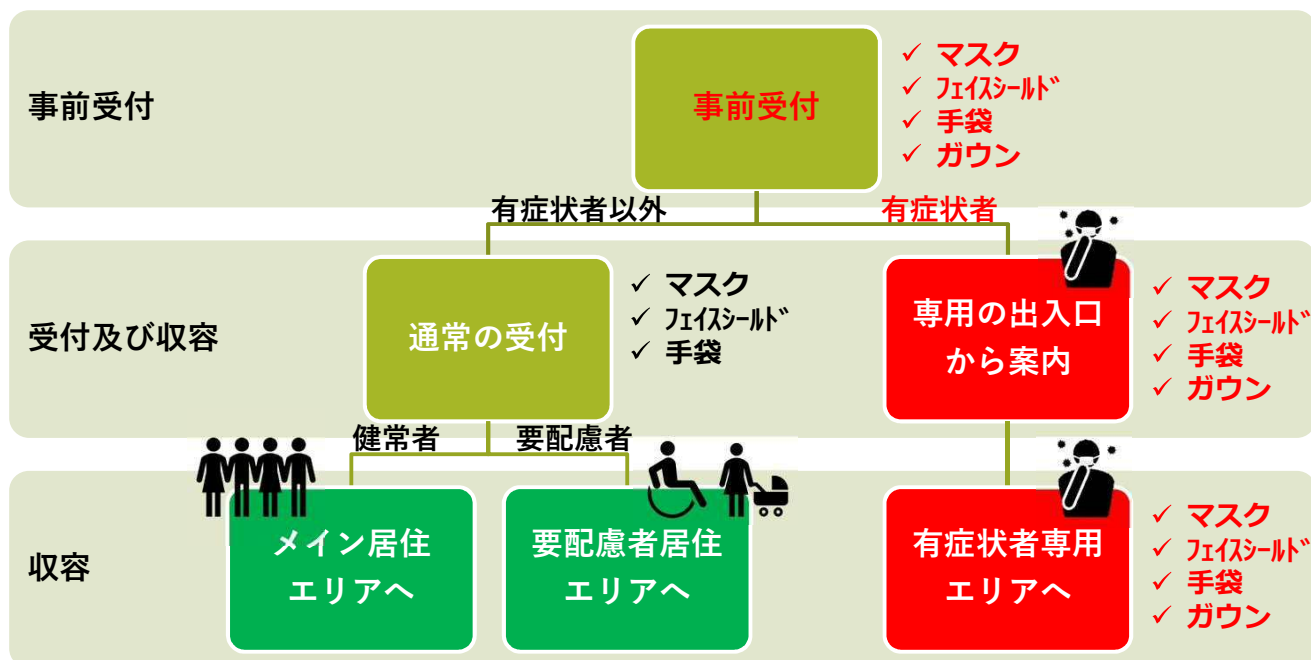 事前受付
事前受付
✓ マスク
✓ ﾌｪｲｽｼｰﾙﾄﾞ
✓ 手袋
✓ ガウン
有症状者以外
有症状者
受付及び収容
通常の受付
✓ マスク
✓ ﾌｪｲｽｼｰﾙﾄﾞ
✓ 手袋
専用の出入口
から案内
✓ マスク
✓ ﾌｪｲｽｼｰﾙﾄﾞ
✓ 手袋
✓ ガウン
健常者
要配慮者
収容
メイン居住
エリアへ
要配慮者居住
エリアへ
有症状者専用
エリアへ
✓ マスク
✓ ﾌｪｲｽｼｰﾙﾄﾞ
✓ 手袋
✓ ガウン